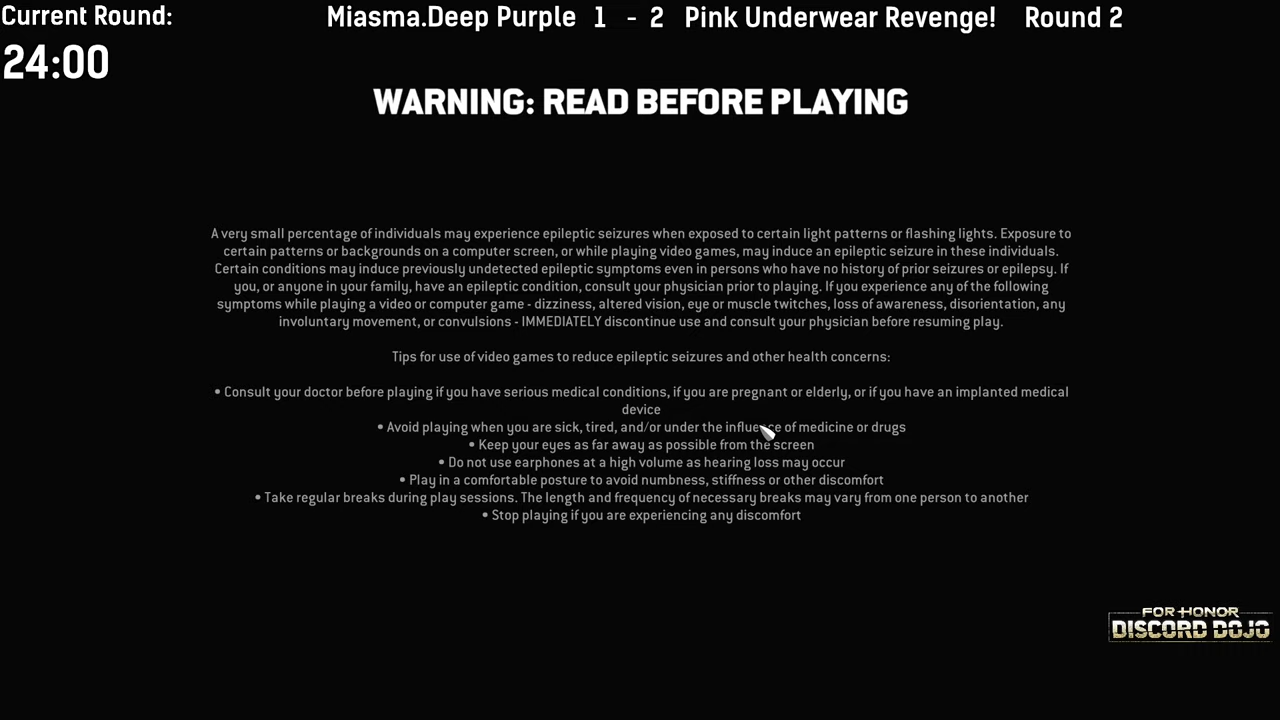 Current Round:
Miasma.Deep Purple 1 - 2 Pink Underwear Revenge! Round 2
24:00
WARNING: READ BEFORE PLAYING
A very small percentage of individuals may experience epileptic seizures when exposed to certain light patterns or flashing lights. Exposure to
certain patterns or backgrounds on a computer screen, or while playing video games, may induce an epileptic seizure in these individuals.
Certain conditions may induce previously undetected epileptic symptoms even in persons who have no history of prior seizures or epilepsy. If
you, or anyone in your family, have an epileptic condition, consult your physician prior to playing. If you experience any of the following
symptoms while playing a video or computer game - dizziness, altered vision, eye or muscle twitches, loss of awareness, disorientation, any
involuntary movement, or convulsions - IMMEDIATELY discontinue use and consult your physician before resuming play.
Tips for use of video games to reduce epileptic seizures and other health concerns:
• Consult your doctor before playing if you have serious medical conditions, if you are pregnant or elderly, or if you have an implanted medical
device
• Avoid playing when you are sick, tired, and/or under the influence of medicine or drugs
• Keep your eyes as far away as possible from the screen
• Do not use earphones at a high volume as hearing loss may occur
• Play in a comfortable posture to avoid numbness, stiffness or other discomfort
• Take regular breaks during play sessions. The length and frequency of necessary breaks may vary from one person to another
• Stop playing if you are experiencing any discomfort
FOR HONOR
DISCORD DOJO